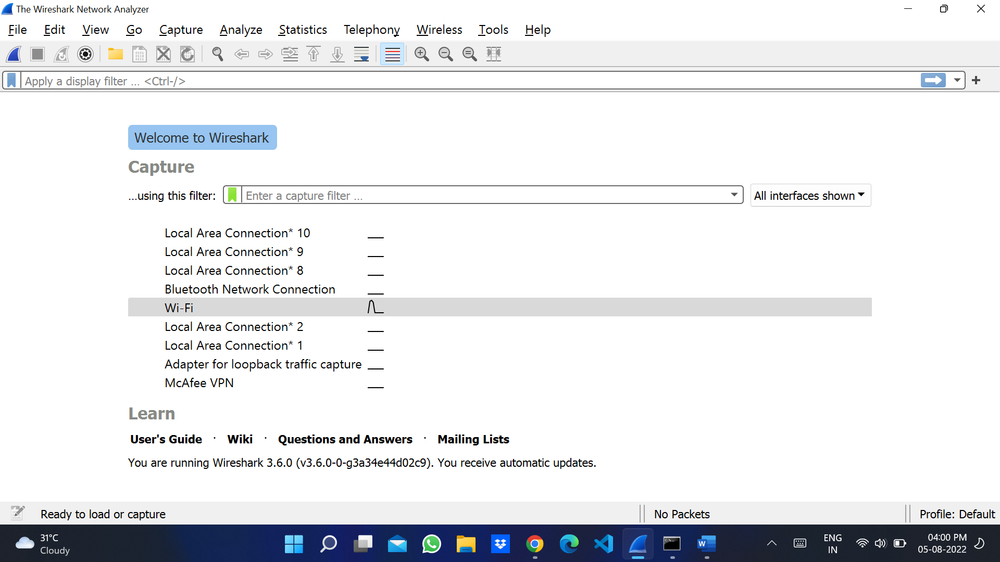 The Wireshark Network Analyzer
File Edit View Go Capture Analyze Statistics Telephony Wireless Tools Help
Apply a display filter ... <Ctrl-/>
Welcome to Wireshark
Capture
...using this filter: Enter a capture filter ... All interfaces shown
Local Area Connection* 10
Local Area Connection* 9
Local Area Connection* 8
Bluetooth Network Connection
Wi-Fi
Local Area Connection* 2
Local Area Connection* 1
Adapter for loopback traffic capture
McAfee VPN
Learn
User's Guide · Wiki · Questions and Answers · Mailing Lists
You are running Wireshark 3.6.0 (v3.6.0-0-g3a34e44d02c9). You receive automatic updates.
Ready to load or capture No Packets Profile: Default
31°C
Cloudy
ENG
IN
04:00 PM
05-08-2022